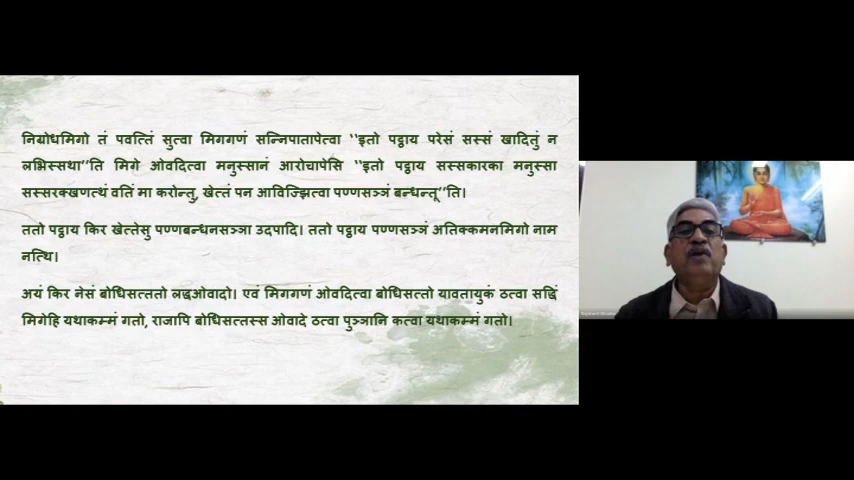 निग्रोधमिगो तं पवत्तिं सुत्वा मिगगणं सन्निपातापेत्वा ‘‘इतो पट्ठाय परेसं सस्सं खादितुं न
लभिस्सथा’’ति मिगे ओवदित्वा मनुस्सानं आरोचापेसि ‘‘इतो पट्ठाय सस्सकारका मनुस्सा
सस्सरक्खणत्थं वतिं मा करोन्तु, खेत्तं पन आविज्झित्वा पण्णसञ्ञं बन्धन्तू’’ति।
ततो पट्ठाय किर खेत्तेसु पण्णबन्धनसञ्ञा उदपादि। ततो पट्ठाय पण्णसञ्ञं अतिक्कमनमिगो नाम
नत्थि।
अयं किर नेसं बोधिसत्ततो लद्धओवादो। एवं मिगगणं ओवदित्वा बोधिसत्तो यावतायुकं ठत्वा सद्धिं
मिगेहि यथाकम्मं गतो, राजापि बोधिसत्तस्स ओवादे ठत्वा पुञ्ञानि कत्वा यथाकम्मं गतो।